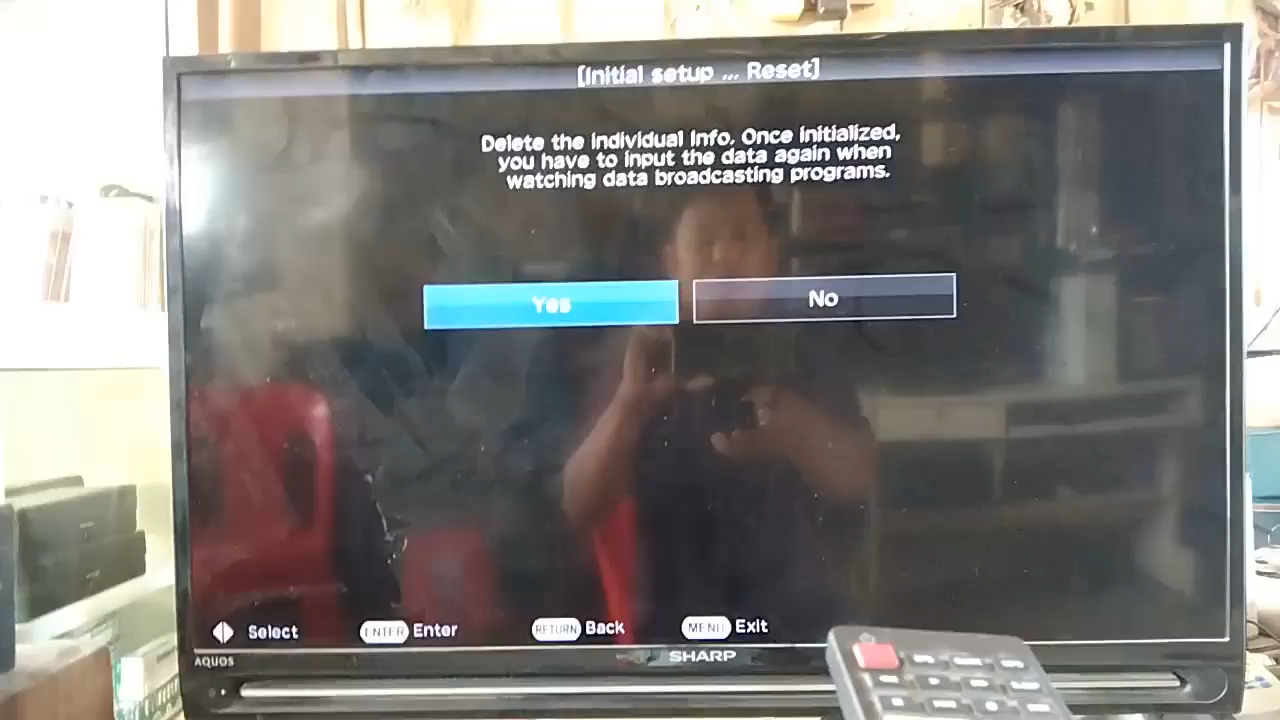 [Initial setup ... Reset]
Delete the individual info. Once initialized,
you have to input the data again when
watching data broadcasting programs.
Yes
No
Select
ENTER Enter
RETURN Back
MENU Exit
AQUOS
SHARP